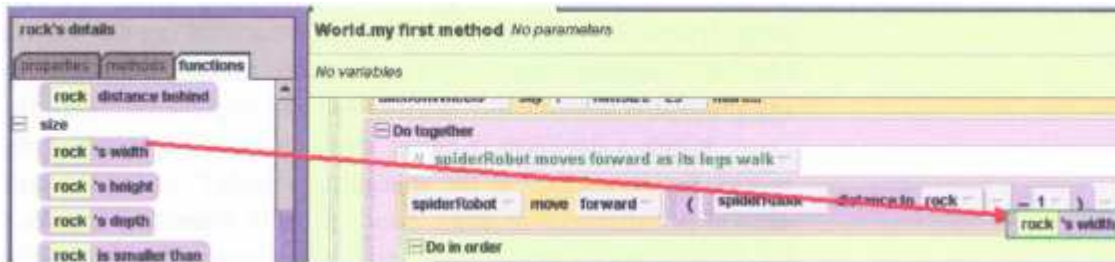 rock's details
properties methods functions
rock distance behind
size
rock 's width
rock 's height
rock 's depth
rock is smaller than
World.my first method No parameters
No variables
Do together
// spiderRobot moves forward as its legs walk
spiderRobot move forward ( spiderRobot distance to rock - 1 )
rock 's width
Do in order